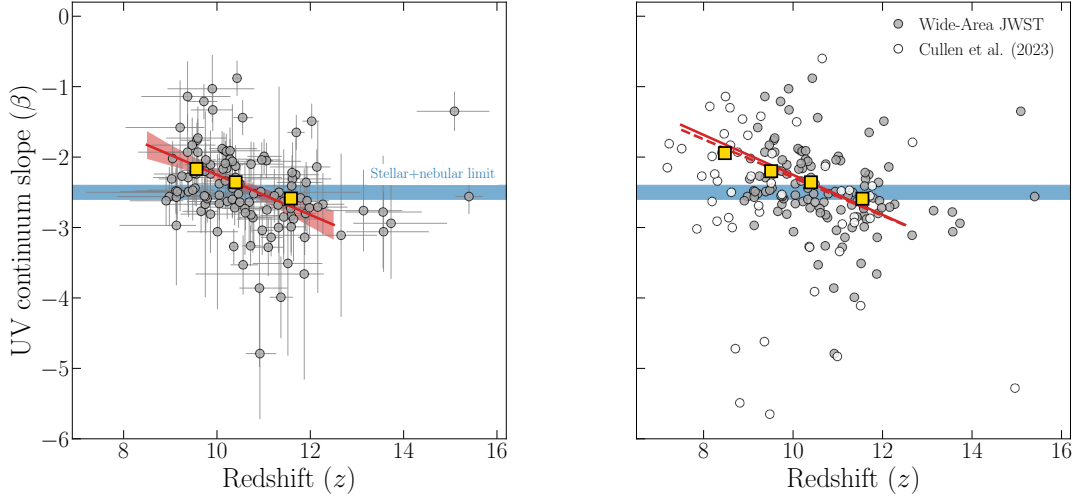 0
−1
−2
−3
−4
−5
−6
UV continuum slope (β)
Stellar+nebular limit
8
10
12
14
16
Redshift (z)
Wide-Area JWST
Cullen et al. (2023)
8
10
12
14
16
Redshift (z)